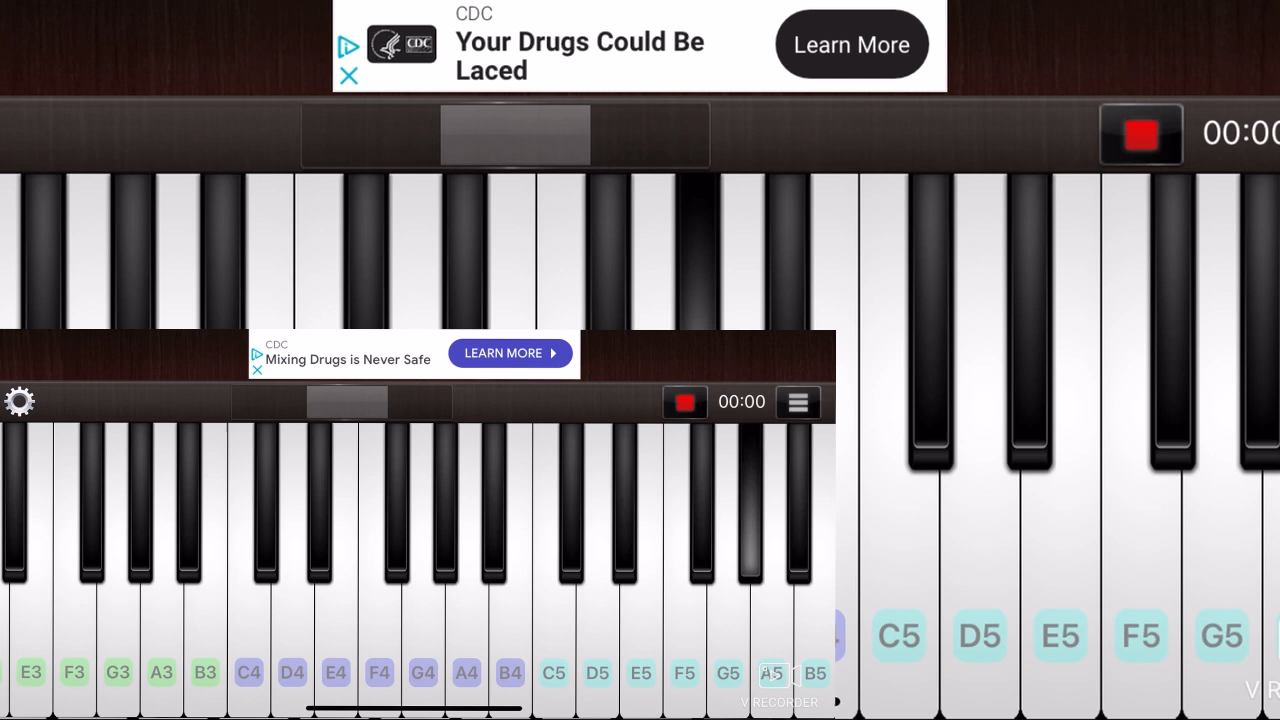 CDC
Your Drugs Could Be
Laced
CDC
Learn More
CDC
Mixing Drugs is Never Safe
LEARN MORE
00:00
E3 F3 G3 A3 B3 C4 D4 E4 F4 G4 A4 B4 C5 D5 E5 F5 G5 A5 B5
V RECORDER
C5 D5 E5 F5 G5